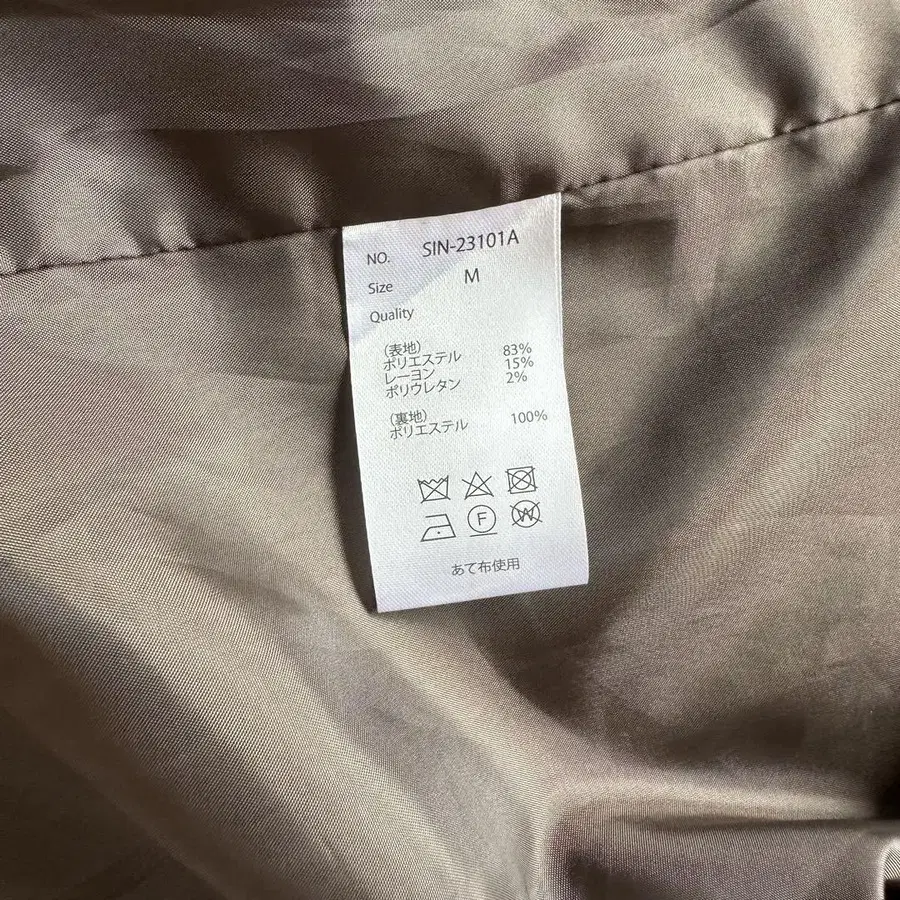 NO. SIN-23101A
Size M
Quality
(表地)
ポリエステル 83%
レーヨン 15%
ポリウレタン 2%
(裏地)
ポリエステル 100%
F W
あて布使用